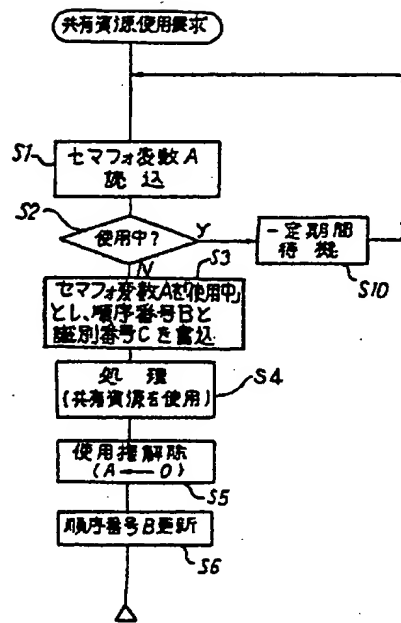 共有資源使用要求
S1
セマフォ変数A
読込
S2
使用中?
Y
一定期間
待機
S10
N
S3
セマフォ変数Aを「使用中」
とし、順序番号Bと
識別番号Cを書込
処理
(共有資源を使用)
S4
使用権解除
(A ← 0)
S5
順序番号B更新
S6